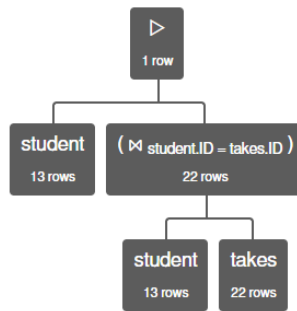 ▷
1 row
student
13 rows
( ⋈ student.ID = takes.ID )
22 rows
student
13 rows
takes
22 rows